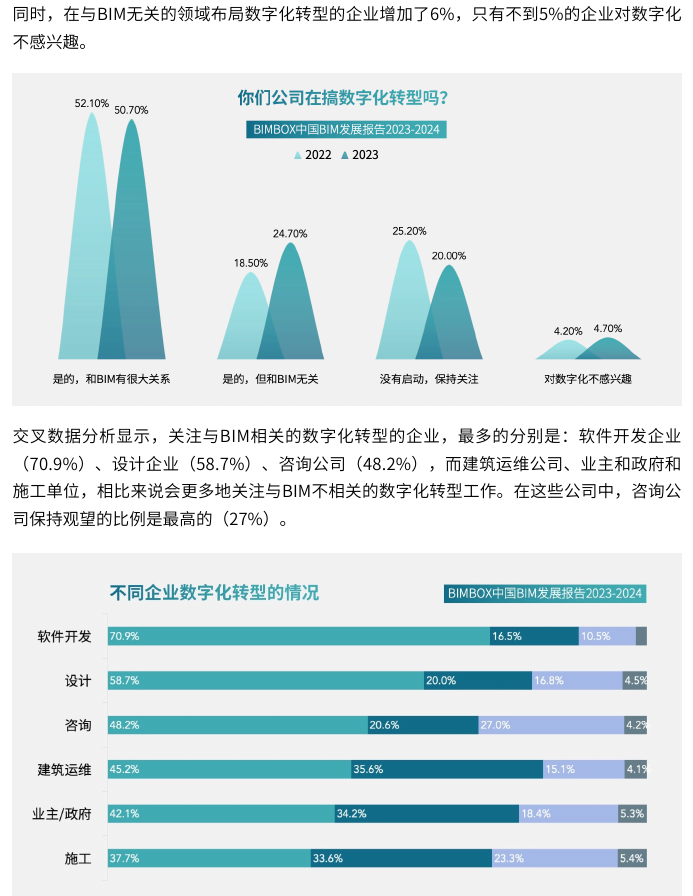 同时，在与BIM无关的领域布局数字化转型的企业增加了6%，只有不到5%的企业对数字化
不感兴趣。
你们公司在搞数字化转型吗？
BIMBOX中国BIM发展报告2023-2024
2022 2023
52.10% 50.70%
18.50% 24.70%
25.20% 20.00%
4.20% 4.70%
是的，和BIM有很大关系 是的，但和BIM无关 没有启动，保持关注 对数字化不感兴趣
交叉数据分析显示，关注与BIM相关的数字化转型的企业，最多的分别是：软件开发企业
（70.9%）、设计企业（58.7%）、咨询公司（48.2%），而建筑运维公司、业主和政府和
施工单位，相比来说会更多地关注与BIM不相关的数字化转型工作。在这些公司中，咨询公
司保持观望的比例是最高的（27%）。
不同企业数字化转型的情况 BIMBOX中国BIM发展报告2023-2024
软件开发 70.9% 16.5% 10.5%
设计 58.7% 20.0% 16.8% 4.5%
咨询 48.2% 20.6% 27.0% 4.2%
建筑运维 45.2% 35.6% 15.1% 4.1%
业主/政府 42.1% 34.2% 18.4% 5.3%
施工 37.7% 33.6% 23.3% 5.4%